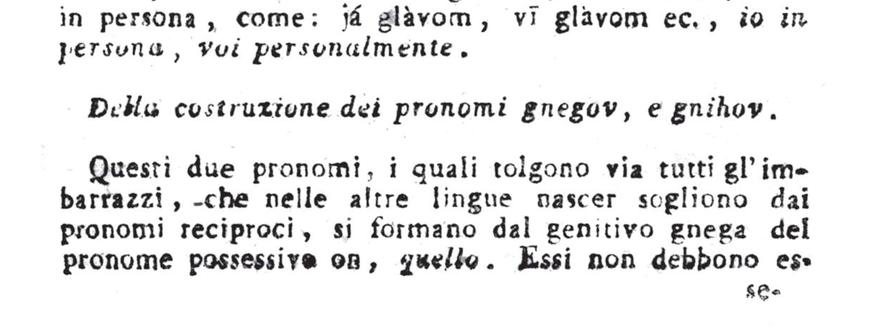 in persona , come: já glàvom , vī glàvom ec. , io in
persona , voi personalmente .
Della costruzione dei pronomi gnegov, e gnihov .
Questi due pronomi, i quali tolgono via tutti gl' im-
barrazzi , -che nelle altre lingue nascer sogliono dai
pronomi reciproci , si formano dal genitivo gnega del
pronome possessivo on , quello . Essi non debbono es-
se-